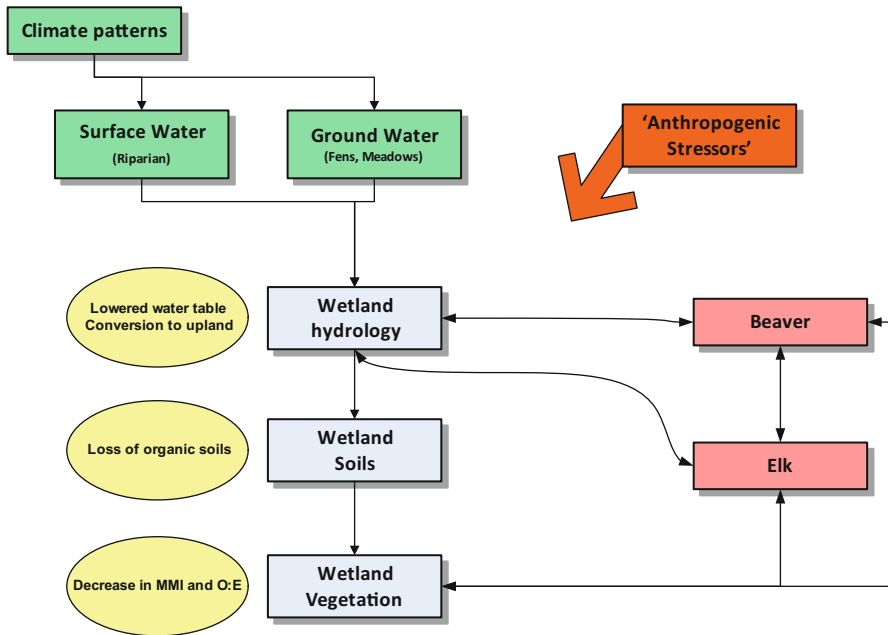 Climate patterns
Surface Water
(Riparian)
Ground Water
(Fens, Meadows)
‘Anthropogenic
Stressors’
Lowered water table
Conversion to upland
Wetland
hydrology
Beaver
Loss of organic soils
Wetland
Soils
Elk
Decrease in MMI and O:E
Wetland
Vegetation